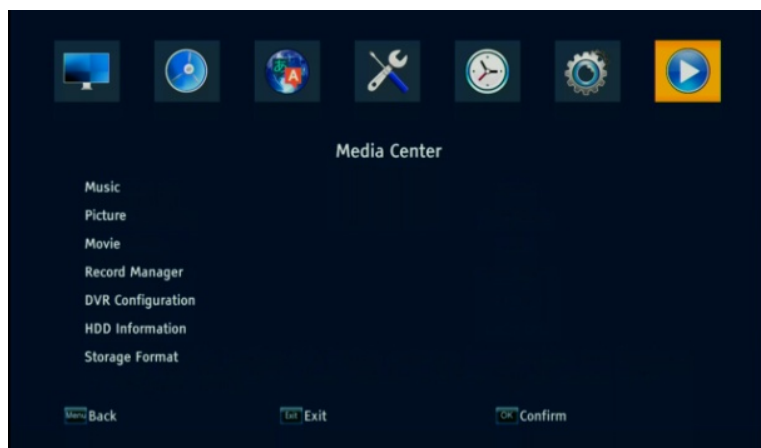 Media Center
Music
Picture
Movie
Record Manager
DVR Configuration
HDD Information
Storage Format
Menu Back Exit Exit OK Confirm